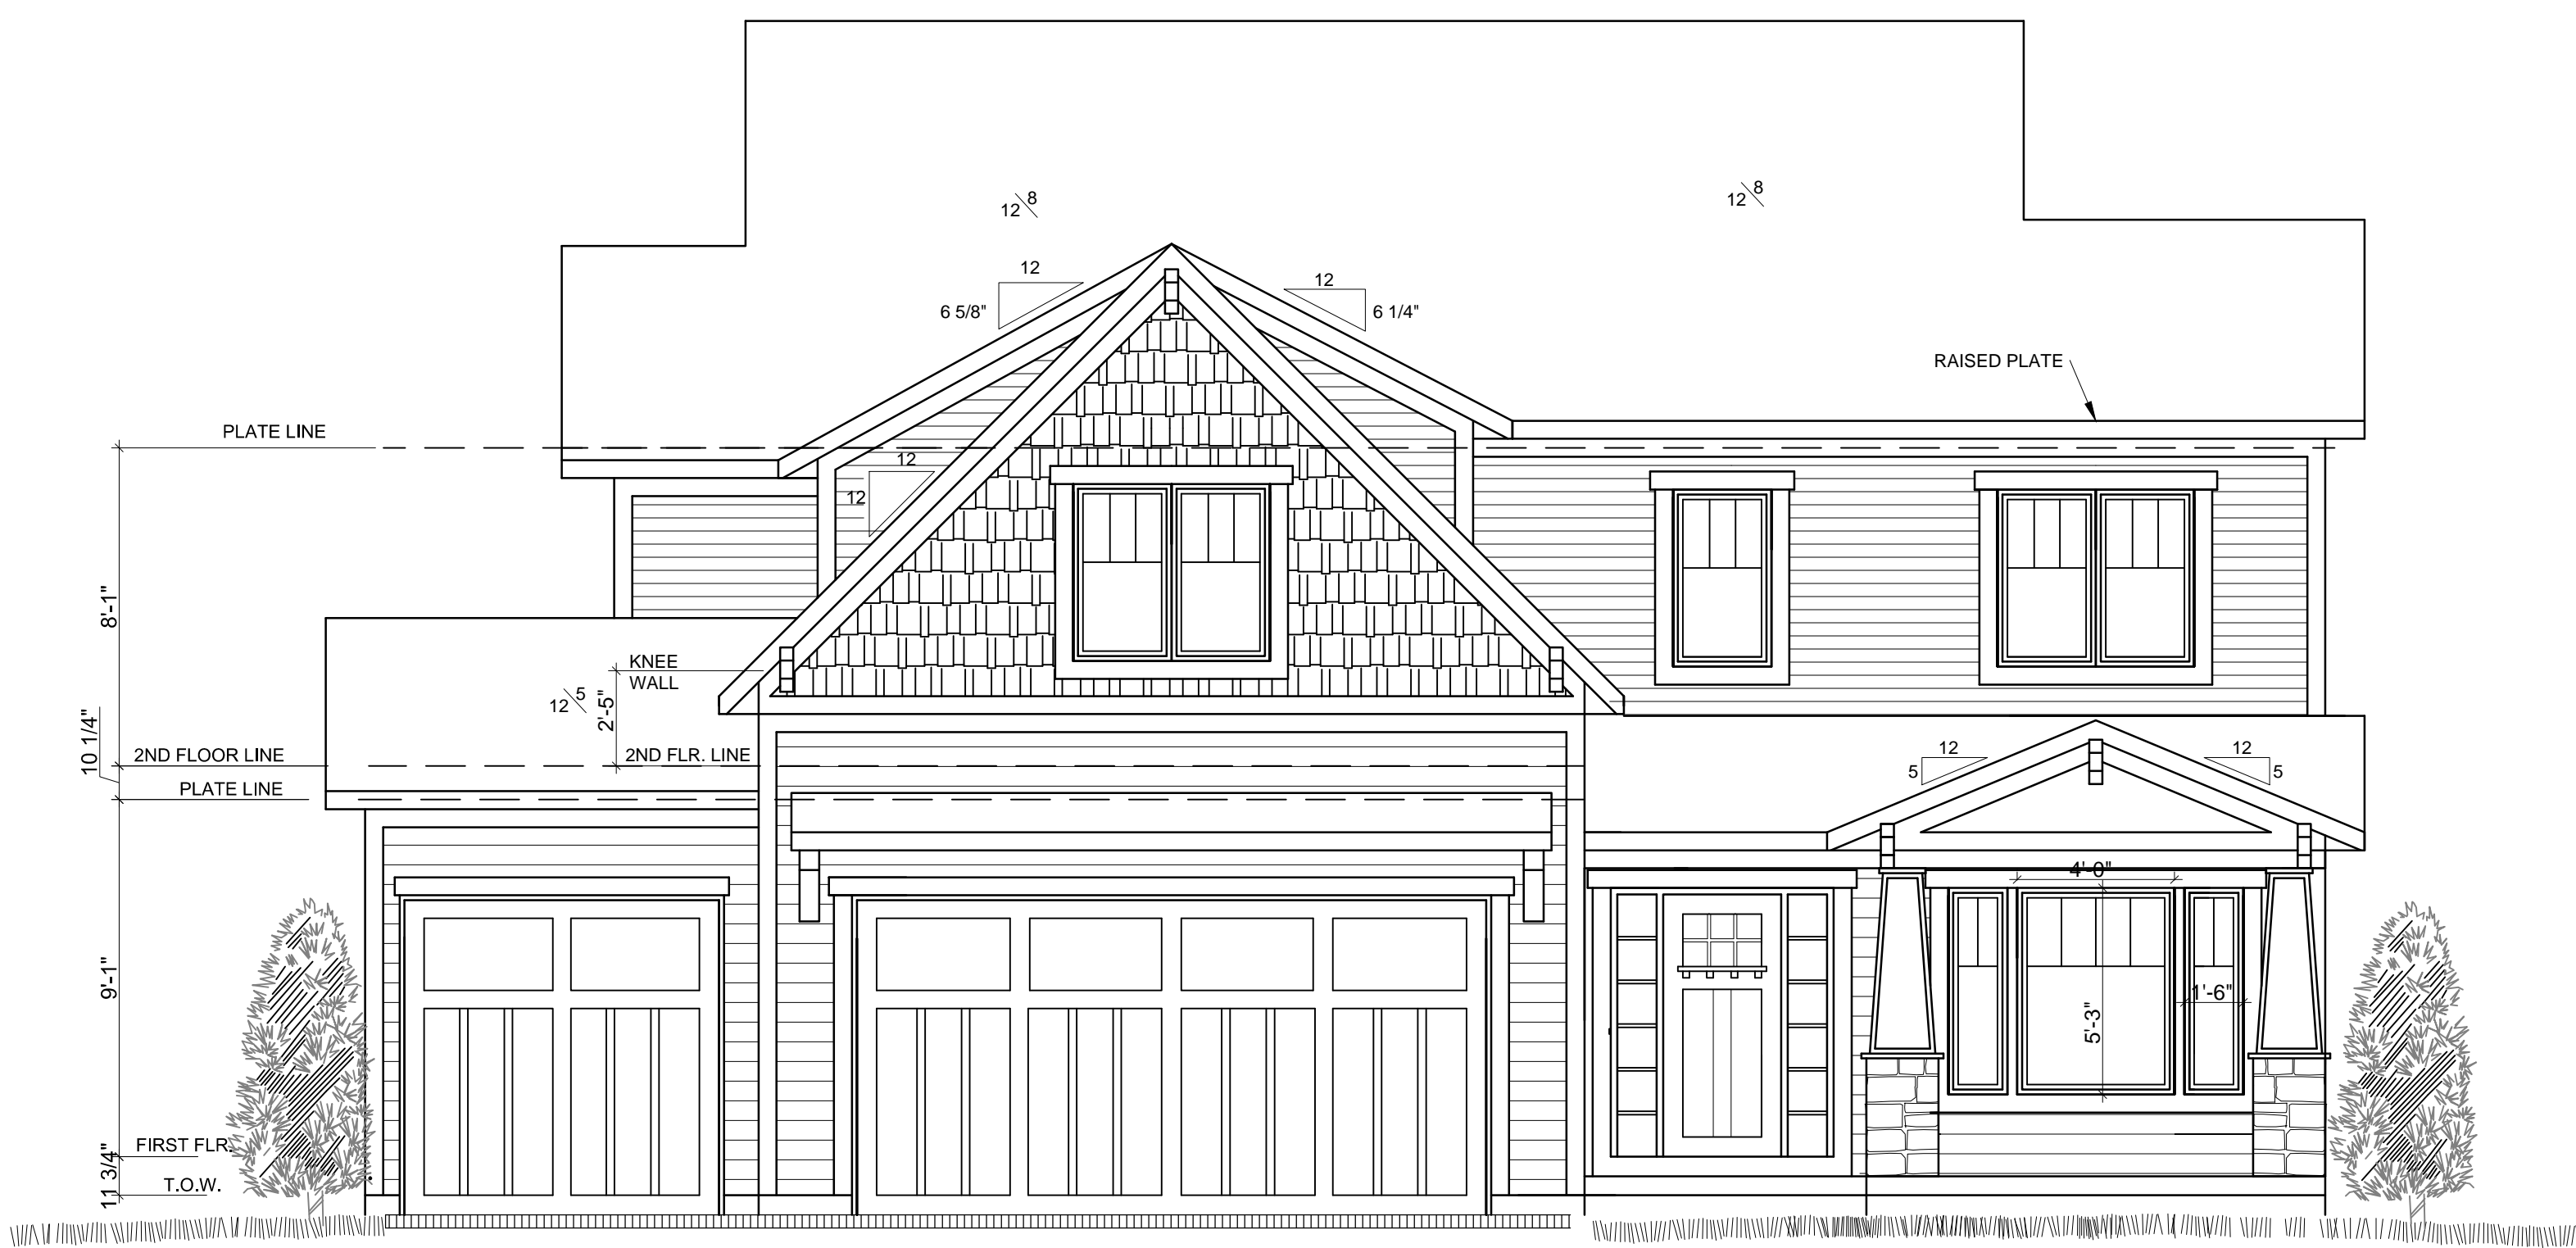 12 8
12 8
12
6 5/8"
12
6 1/4"
RAISED PLATE
PLATE LINE
12
12
8'-1"
KNEE
WALL
12 5
2'-5"
10 1/4"
2ND FLOOR LINE
2ND FLR. LINE
12
5
12
5
PLATE LINE
4'-0"
9'-1"
1'-6"
5'-3"
FIRST FLR.
11 3/4"
T.O.W.